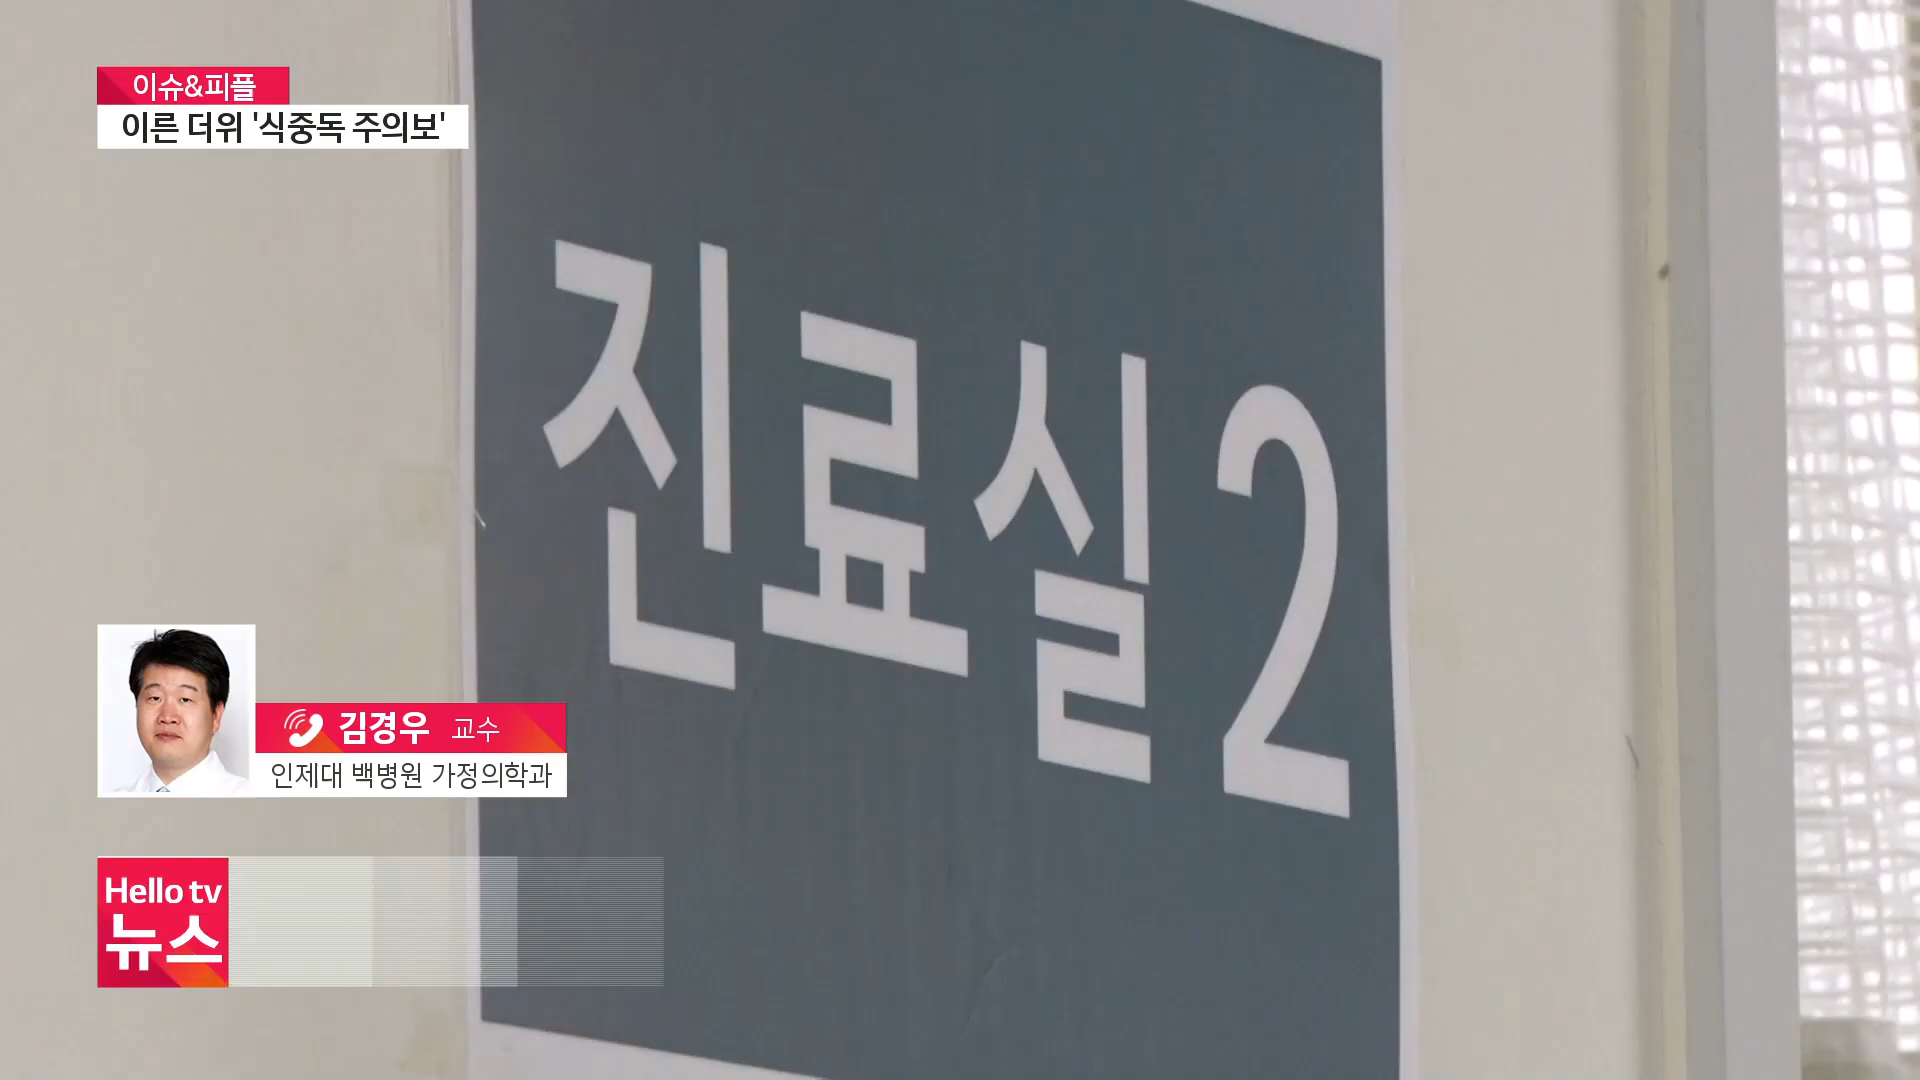 이슈&피플
이른 더위 '식중독 주의보'
진료실 2
김경우 교수
인제대 백병원 가정의학과
Hello tv
뉴스